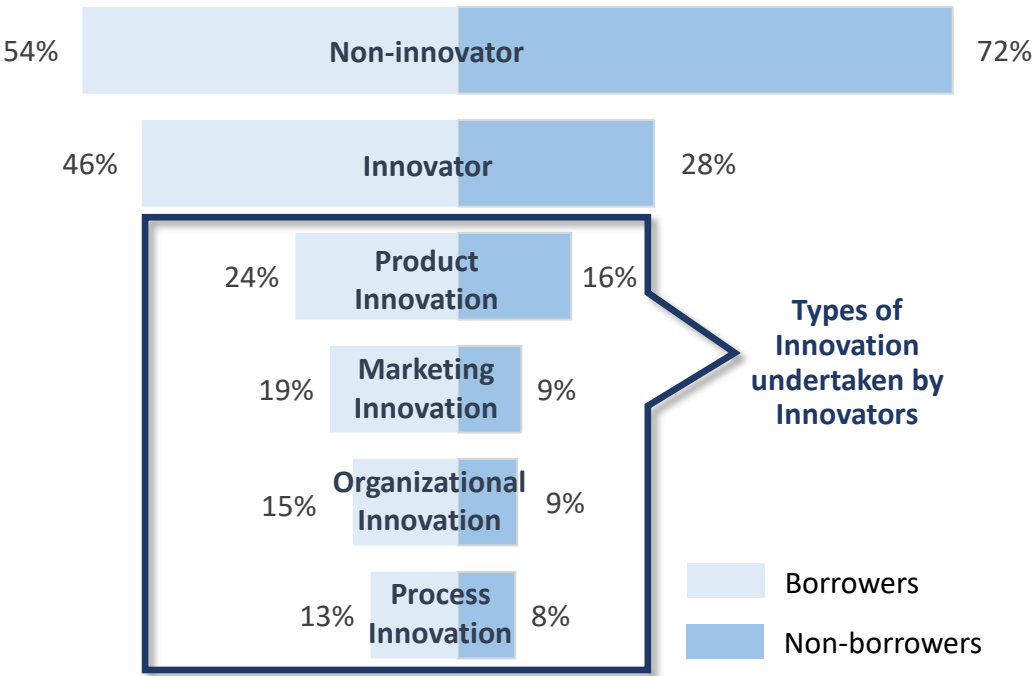 54%
Non-innovator
72%
46%
Innovator
28%
24%
Product
Innovation
16%
19%
Marketing
Innovation
9%
15%
Organizational
Innovation
9%
13%
Process
Innovation
8%
Types of
Innovation
undertaken by
Innovators
Borrowers
Non-borrowers